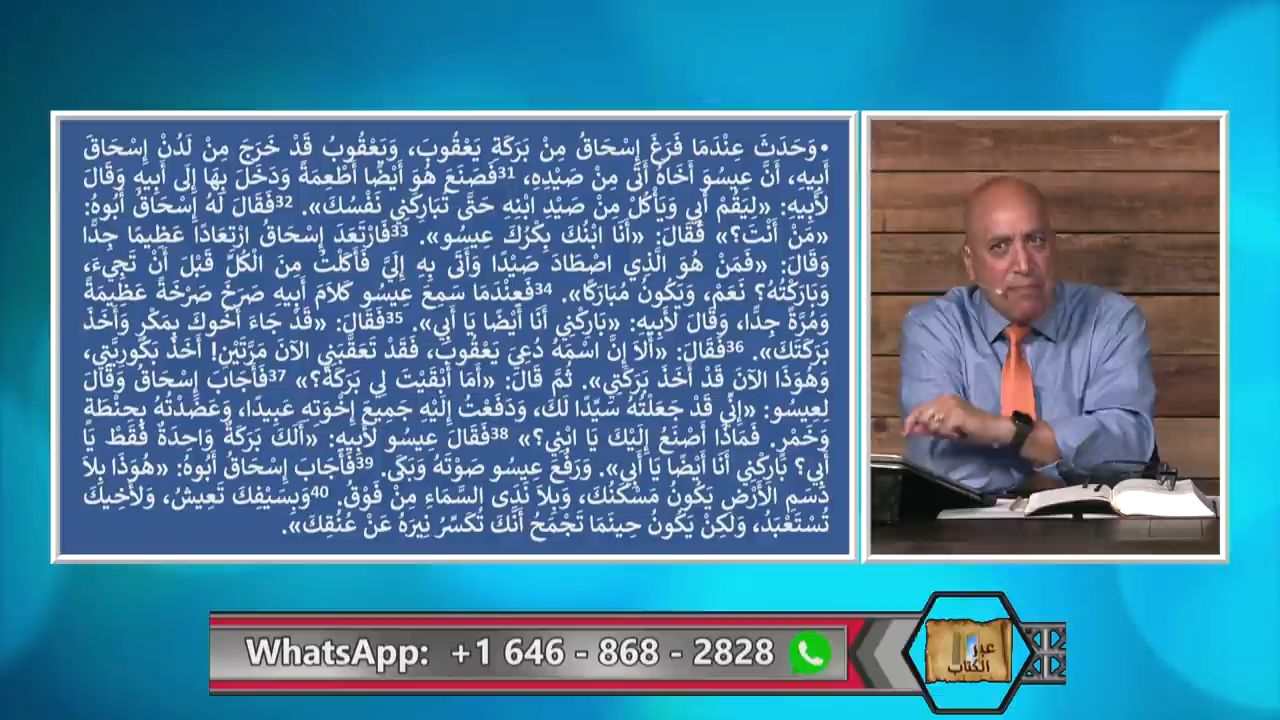 •وَحَدَثَ عِنْدَمَا فَرَغَ إِسْحَاقُ مِنْ بَرَكَةِ يَعْقُوبَ، وَيَعْقُوبُ قَدْ خَرَجَ مِنْ لَدُنْ إِسْحَاقَ
أَبِيهِ، أَنَّ عِيسُوَ أَخَاهُ أَتَى مِنْ صَيْدِهِ، 31فَصَنَعَ هُوَ أَيْضًا أَطْعِمَةً وَدَخَلَ بِهَا إِلَى أَبِيهِ وَقَالَ
لأَبِيهِ: «لِيَقُمْ أَبِي وَيَأْكُلْ مِنْ صَيْدِ ابْنِهِ حَتَّى تُبَارِكَنِي نَفْسُكَ». 32فَقَالَ لَهُ إِسْحَاقُ أَبُوهُ:
«مَنْ أَنْتَ؟» فَقَالَ: «أَنَا ابْنُكَ بِكْرُكَ عِيسُو». 33فَارْتَعَدَ إِسْحَاقُ ارْتِعَادًا عَظِيمًا جِدًّا
وَقَالَ: «فَمَنْ هُوَ الَّذِي اصْطَادَ صَيْدًا وَأَتَى بِهِ إِلَيَّ فَأَكَلْتُ مِنَ الْكُلِّ قَبْلَ أَنْ تَجِيءَ،
وَبَارَكْتُهُ؟ نَعَمْ، وَيَكُونُ مُبَارَكًا». 34فَعِنْدَمَا سَمِعَ عِيسُو كَلاَمَ أَبِيهِ صَرَخَ صَرْخَةً عَظِيمَةً
وَمُرَّةً جِدًّا، وَقَالَ لأَبِيهِ: «بَارِكْنِي أَنَا أَيْضًا يَا أَبِي». 35فَقَالَ: «قَدْ جَاءَ أَخُوكَ بِمَكْرٍ وَأَخَذَ
بَرَكَتَكَ». 36فَقَالَ: «أَلاَ إِنَّ اسْمَهُ دُعِيَ يَعْقُوبَ، فَقَدْ تَعَقَّبَنِي الآنَ مَرَّتَيْنِ! أَخَذَ بَكُورِيَّتِي،
وَهُوَذَا الآنَ قَدْ أَخَذَ بَرَكَتِي». ثُمَّ قَالَ: «أَمَا أَبْقَيْتَ لِي بَرَكَةً؟» 37فَأَجَابَ إِسْحَاقُ وَقَالَ
لِعِيسُو: «إِنِّي قَدْ جَعَلْتُهُ سَيِّدًا لَكَ، وَدَفَعْتُ إِلَيْهِ جَمِيعَ إِخْوَتِهِ عَبِيدًا، وَعَضَدْتُهُ بِحِنْطَةٍ
وَخَمْرٍ. فَمَاذَا أَصْنَعُ إِلَيْكَ يَا ابْنِي؟» 38فَقَالَ عِيسُو لأَبِيهِ: «أَلَكَ بَرَكَةٌ وَاحِدَةٌ فَقَطْ يَا
أَبِي؟ بَارِكْنِي أَنَا أَيْضًا يَا أَبِي». وَرَفَعَ عِيسُو صَوْتَهُ وَبَكَى. 39فَأَجَابَ إِسْحَاقُ أَبُوهُ: «هُوَذَا بِلاَ
دَسَمِ الأَرْضِ يَكُونُ مَسْكَنُكَ، وَبِلاَ نَدَى السَّمَاءِ مِنْ فَوْقُ. 40وَبِسَيْفِكَ تَعِيشُ، وَلأَخِيكَ
تُسْتَعْبَدُ، وَلكِنْ يَكُونُ حِينَمَا تَجْمَحُ أَنَّكَ تُكَسِّرُ نِيرَهُ عَنْ عُنُقِكَ».
WhatsApp: +1 646 - 868 - 2828
عبر
الكتاب